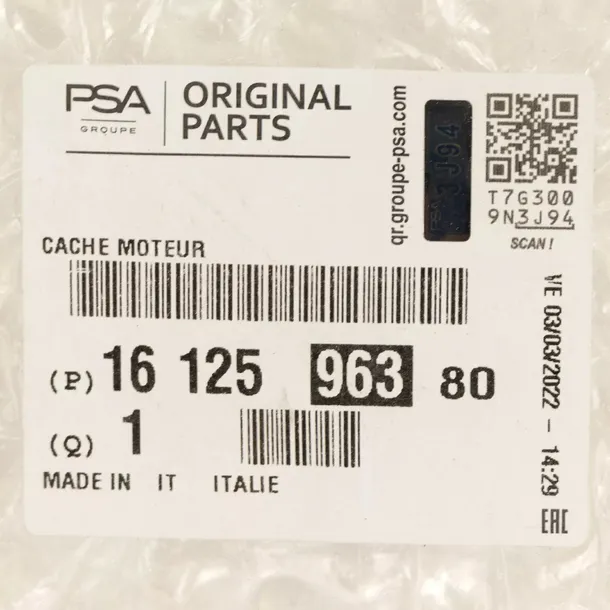 PSA
GROUPE
ORIGINAL
PARTS
qr.groupe-psa.com
3J94
T7G300
9N3J94
SCAN!
CACHE MOTEUR
(P) 16 125 963 80
(Q) 1
MADE IN IT ITALIE
VE 03/03/2022 - 14:29
EAC